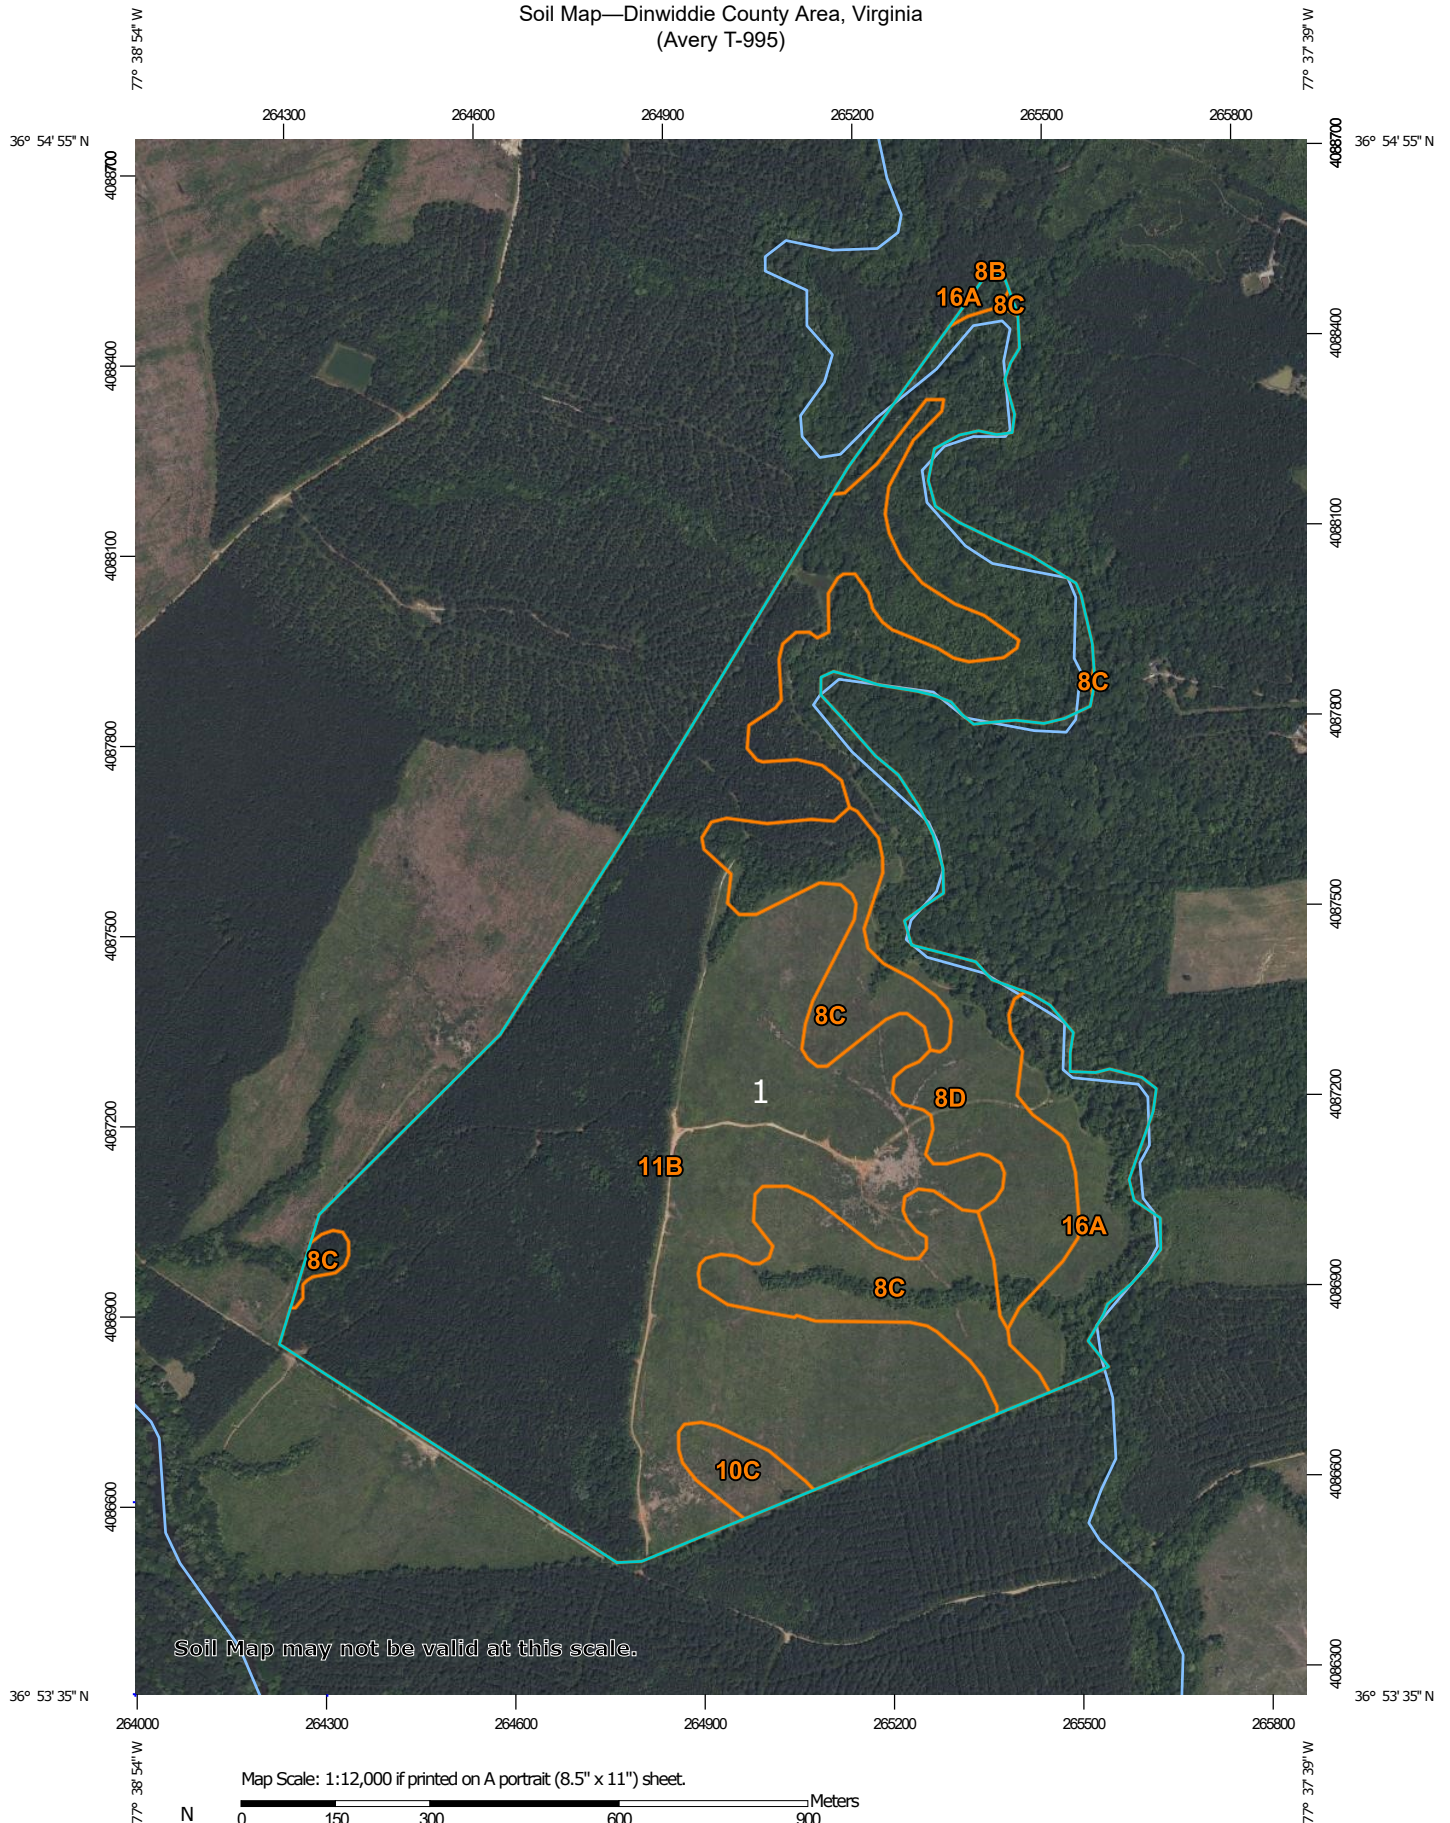 Soil Map—Dinwiddie County Area, Virginia
(Avery T-995)
77° 38' 54'' W
77° 37' 39'' W
264300 264600 264900 265200 265500 265800
36° 54' 55'' N
36° 54' 55'' N
4088700
4088700
8B
16A
8C
4088400
4088400
4088100
4088100
8C
4087800
4087800
4087500
4087500
8C
1
8D
4087200
4087200
11B
16A
8C
8C
4086900
4086900
10C
4086600
4086600
Soil Map may not be valid at this scale.
4086300
36° 53' 35'' N
36° 53' 35'' N
264000 264300 264600 264900 265200 265500 265800
77° 38' 54'' W
77° 37' 39'' W
Map Scale: 1:12,000 if printed on A portrait (8.5" x 11") sheet.
Meters
N
0 150 300 600 900